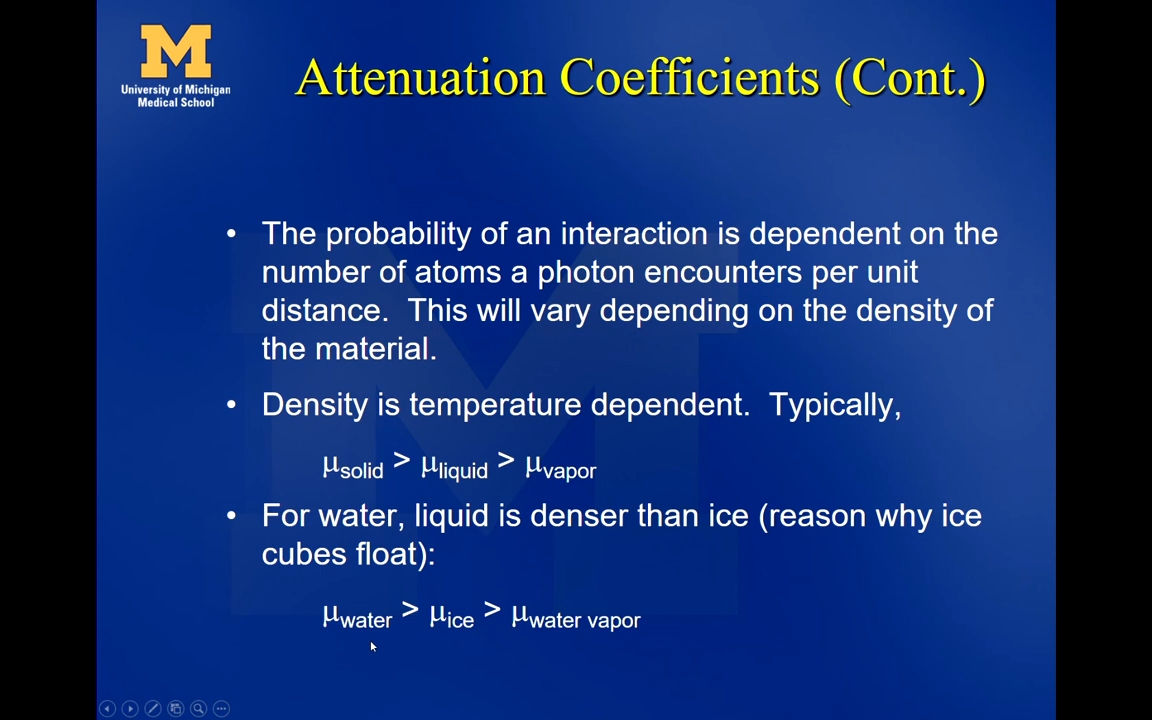 M
University of Michigan
Medical School
Attenuation Coefficients (Cont.)
• The probability of an interaction is dependent on the
number of atoms a photon encounters per unit
distance.  This will vary depending on the density of
the material.
• Density is temperature dependent.  Typically,
μsolid > μliquid > μvapor
• For water, liquid is denser than ice (reason why ice
cubes float):
μwater > μice > μwater vapor